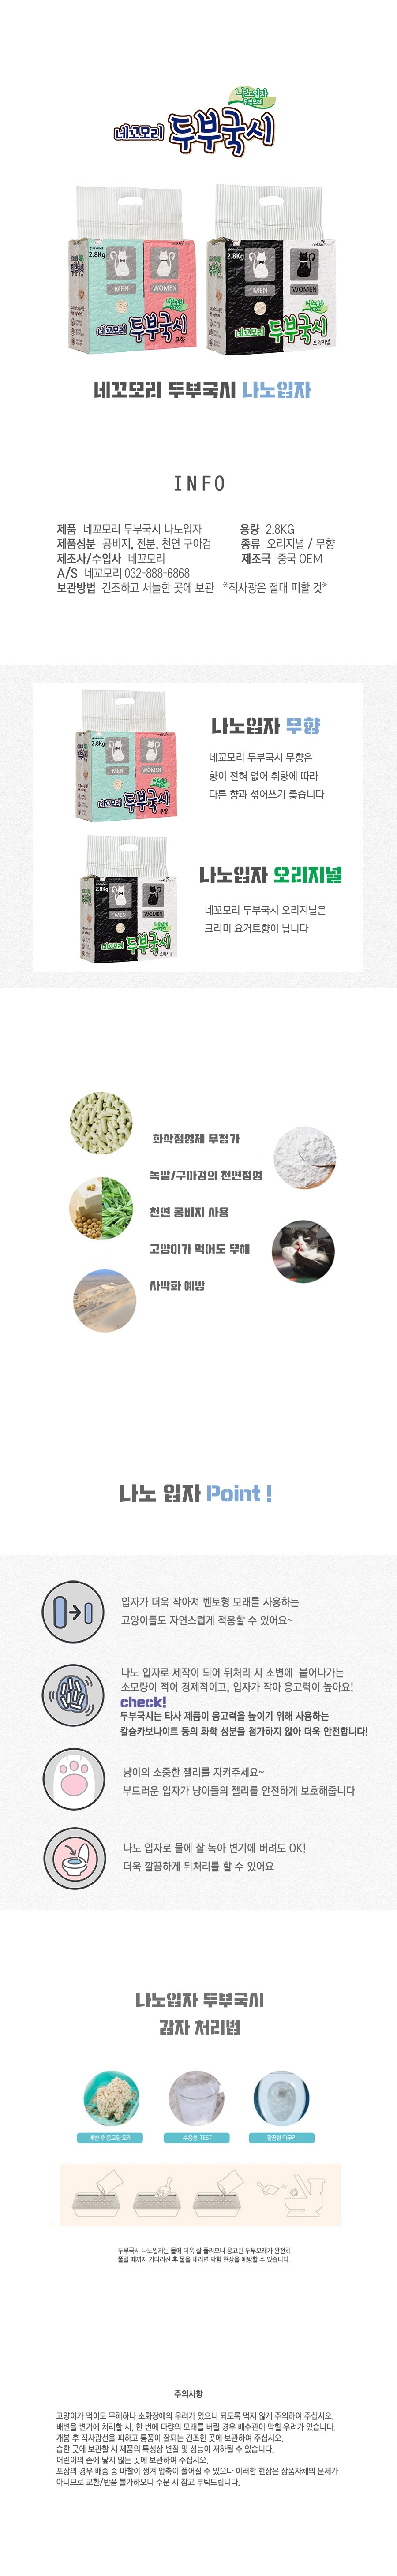 나노입자
두부모래
네꼬모리 두부국시
2.8Kg
MEN
WOMEN
네꼬모리 두부국시
무향
2.8Kg
MEN
WOMEN
네꼬모리 두부국시
오리지널
네꼬모리 두부국시 나노입자
INFO
제품 네꼬모리 두부국시 나노입자 용량 2,8KG
제품성분 콩비지, 전분, 천연 구아검 종류 오리지널 / 무향
제조사/수입사 네꼬모리 제조국 중국 OEM
A/S 네꼬모리 032-888-6868
보관방법 건조하고 서늘한 곳에 보관 *직사광은 절대 피할 것*
2.8Kg
MEN
WOMEN
네꼬모리 두부국시
무향
나노입자 무향
네꼬모리 두부국시 무향은
향이 전혀 없어 취향에 따라
다른 향과 섞어쓰기 좋습니다
2.8Kg
MEN
WOMEN
네꼬모리 두부국시
오리지널
나노입자 오리지널
네꼬모리 두부국시 오리지널은
크리미 요거트향이 납니다
화학점성제 무첨가
녹말/구아검의 천연점성
천연 콩비지 사용
고양이가 먹어도 무해
사막화 예방
나노 입자 Point !
입자가 더욱 작아져 벤토형 모래를 사용하는
고양이들도 자연스럽게 적응할 수 있어요~
나노 입자로 제작이 되어 뒤처리 시 소변에 붙어나가는
소모량이 적어 경제적이고, 입자가 작아 응고력이 높아요!
check!
두부국시는 타사 제품이 응고력을 높이기 위해 사용하는
칼슘카보나이트 등의 화학 성분을 첨가하지 않아 더욱 안전합니다!
냥이의 소중한 젤리를 지켜주세요~
부드러운 입자가 냥이들의 젤리를 안전하게 보호해줍니다
나노 입자로 물에 잘 녹아 변기에 버려도 OK!
더욱 깔끔하게 뒤처리를 할 수 있어요
나노입자 두부국시
감자 처리법
배변 후 응고된 모래
수용성 TEST
깔끔한 마무리
두부국시 나노입자는 물에 더욱 잘 풀리오니 응고된 두부모래가 완전히
풀릴 때까지 기다리신 후 물을 내리면 막힘 현상을 예방할 수 있습니다.
주의사항
고양이가 먹어도 무해하나 소화장애의 우려가 있으니 되도록 먹지 않게 주의하여 주십시오.
배변을 변기에 처리할 시, 한 번에 다량의 모래를 버릴 경우 배수관이 막힐 우려가 있습니다.
개봉 후 직사광선을 피하고 통풍이 잘되는 건조한 곳에 보관하여 주십시오.
습한 곳에 보관할 시 제품의 특성상 변질 및 성능이 저하될 수 있습니다.
어린이의 손에 닿지 않는 곳에 보관하여 주십시오.
포장의 경우 배송 중 마찰이 생겨 압축이 풀어질 수 있으나 이러한 현상은 상품자체의 문제가
아니므로 교환/반품 불가하오니 주문 시 참고 부탁드립니다.